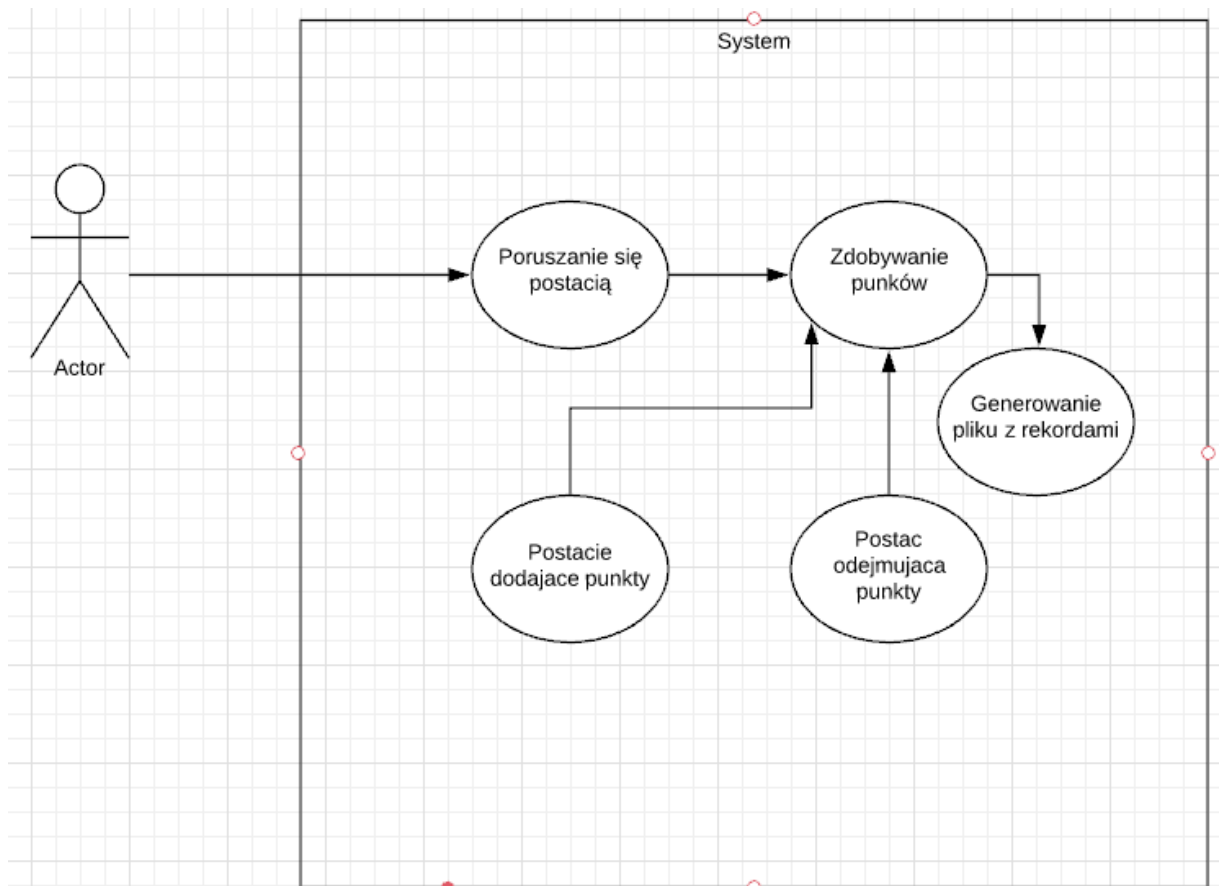 System
Actor
Poruszanie się
postacią
Zdobywanie
punków
Generowanie
pliku z rekordami
Postacie
dodajace punkty
Postac
odejmujaca
punkty